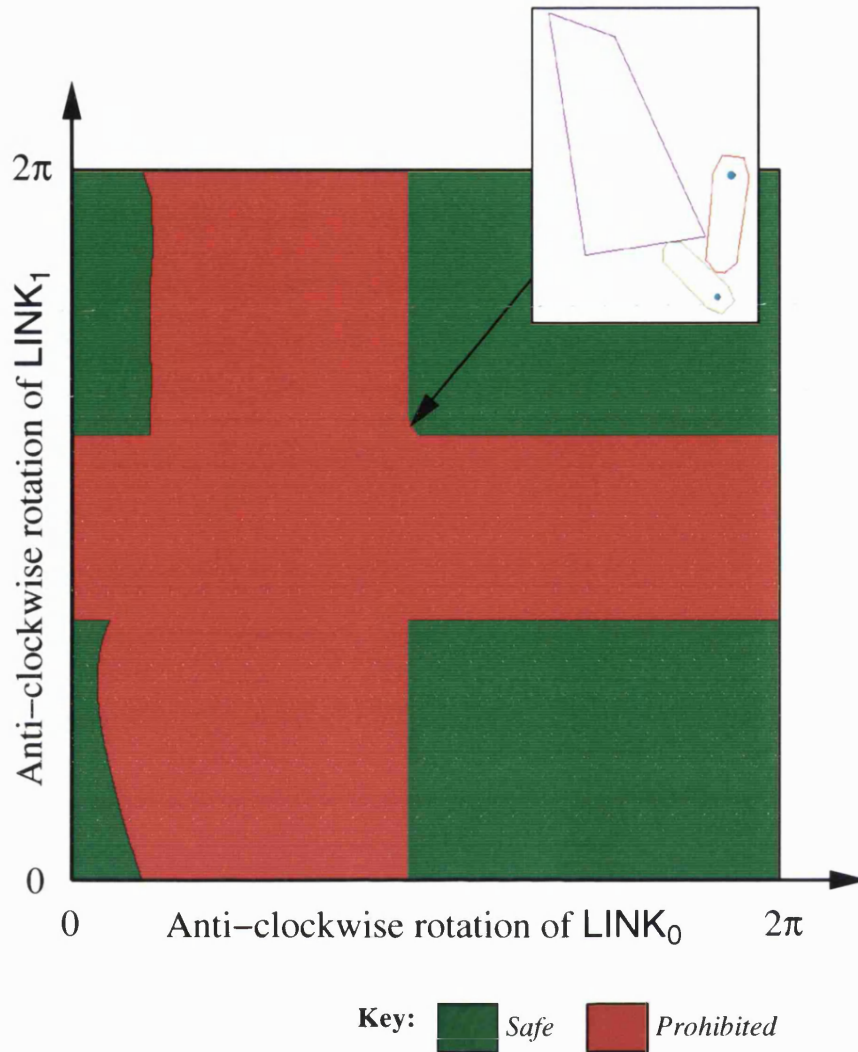 2π
Anti−clockwise rotation of LINK₁
0
0
Anti−clockwise rotation of LINK₀
2π
Key:
Safe
Prohibited